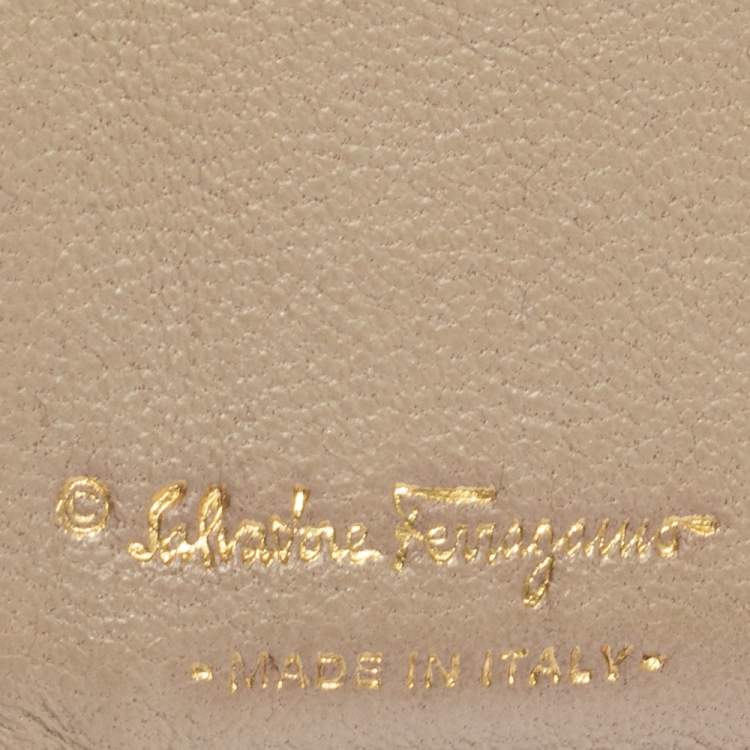 © Salvatore Ferragamo
• MADE IN ITALY •